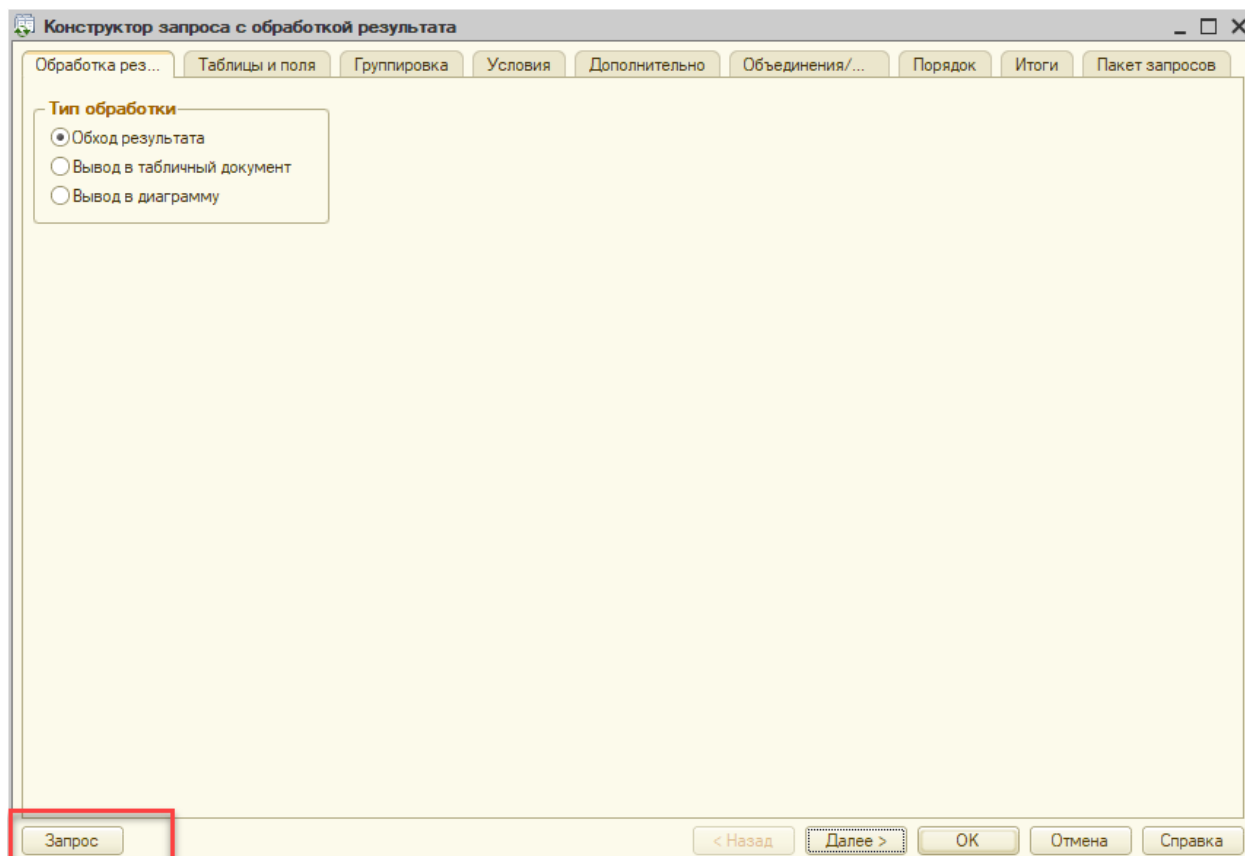 Конструктор запроса с обработкой результата
Обработка рез... Таблицы и поля Группировка Условия Дополнительно Объединения/... Порядок Итоги Пакет запросов
Тип обработки
Обход результата
Вывод в табличный документ
Вывод в диаграмму
Запрос < Назад Далее > ОК Отмена Справка